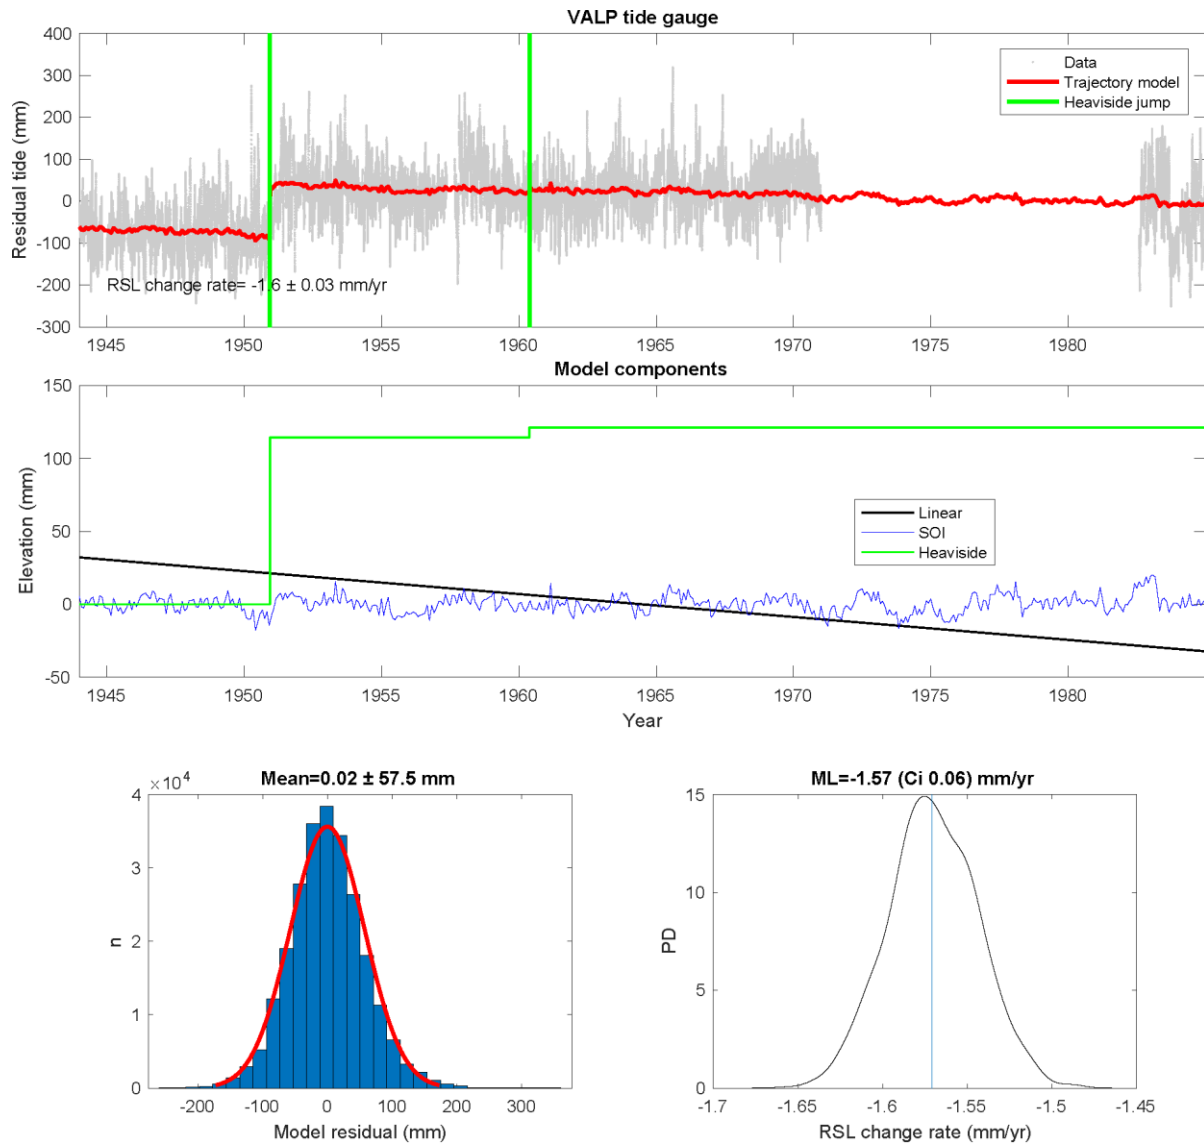 VALP tide gauge
400
300
200
100
0
-100
-200
-300
Residual tide (mm)
Data
Trajectory model
Heaviside jump
RSL change rate= -1.6 ± 0.03 mm/yr
1945 1950 1955 1960 1965 1970 1975 1980
Model components
150
100
50
0
-50
Elevation (mm)
Linear
SOI
Heaviside
1945 1950 1955 1960 1965 1970 1975 1980
Year
×10⁴
Mean=0.02 ± 57.5 mm
4
3
2
1
0
n
-200 -100 0 100 200 300
Model residual (mm)
ML=-1.57 (Ci 0.06) mm/yr
15
10
5
0
PD
-1.7 -1.65 -1.6 -1.55 -1.5 -1.45
RSL change rate (mm/yr)